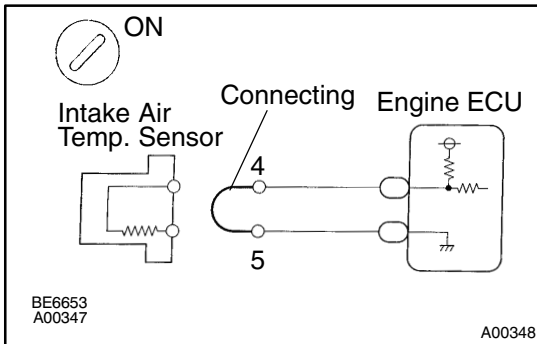 ON
Intake Air
Temp. Sensor
Connecting
Engine ECU
4
5
BE6653
A00347
A00348